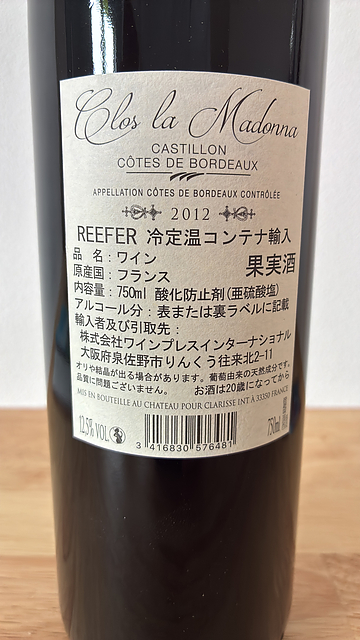 Clos la Madonna
CASTILLON
CÔTES DE BORDEAUX
APPELLATION CÔTES DE BORDEAUX CONTRÔLÉE
2012
REEFER 冷定温コンテナ輸入
品 名：ワイン 果実酒
原産国：フランス
内容量：750ml 酸化防止剤(亜硫酸塩)
アルコール分：表または裏ラベルに記載
輸入者及び引取先：
株式会社ワインプレスインターナショナル
大阪府泉佐野市りんくう往来北2-11
オリや結晶が出る場合があります。葡萄由来の天然成分です。
品質に問題ございません。 お酒は20歳になってから
MIS EN BOUTEILLE AU CHATEAU POUR CLARISSE INT À 33350 FRANCE
12,5% VOL 750ml
3 416830 576481